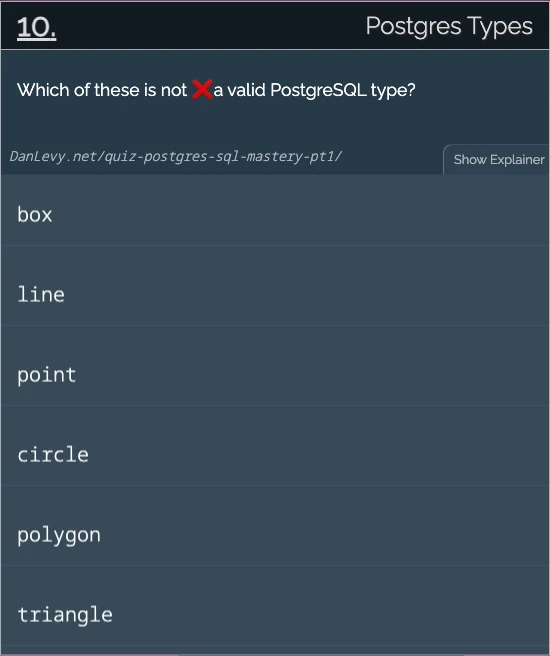 10.
Postgres Types
Which of these is not ❌a valid PostgreSQL type?
DanLevy.net/quiz-postgres-sql-mastery-pt1/
Show Explainer
box
line
point
circle
polygon
triangle